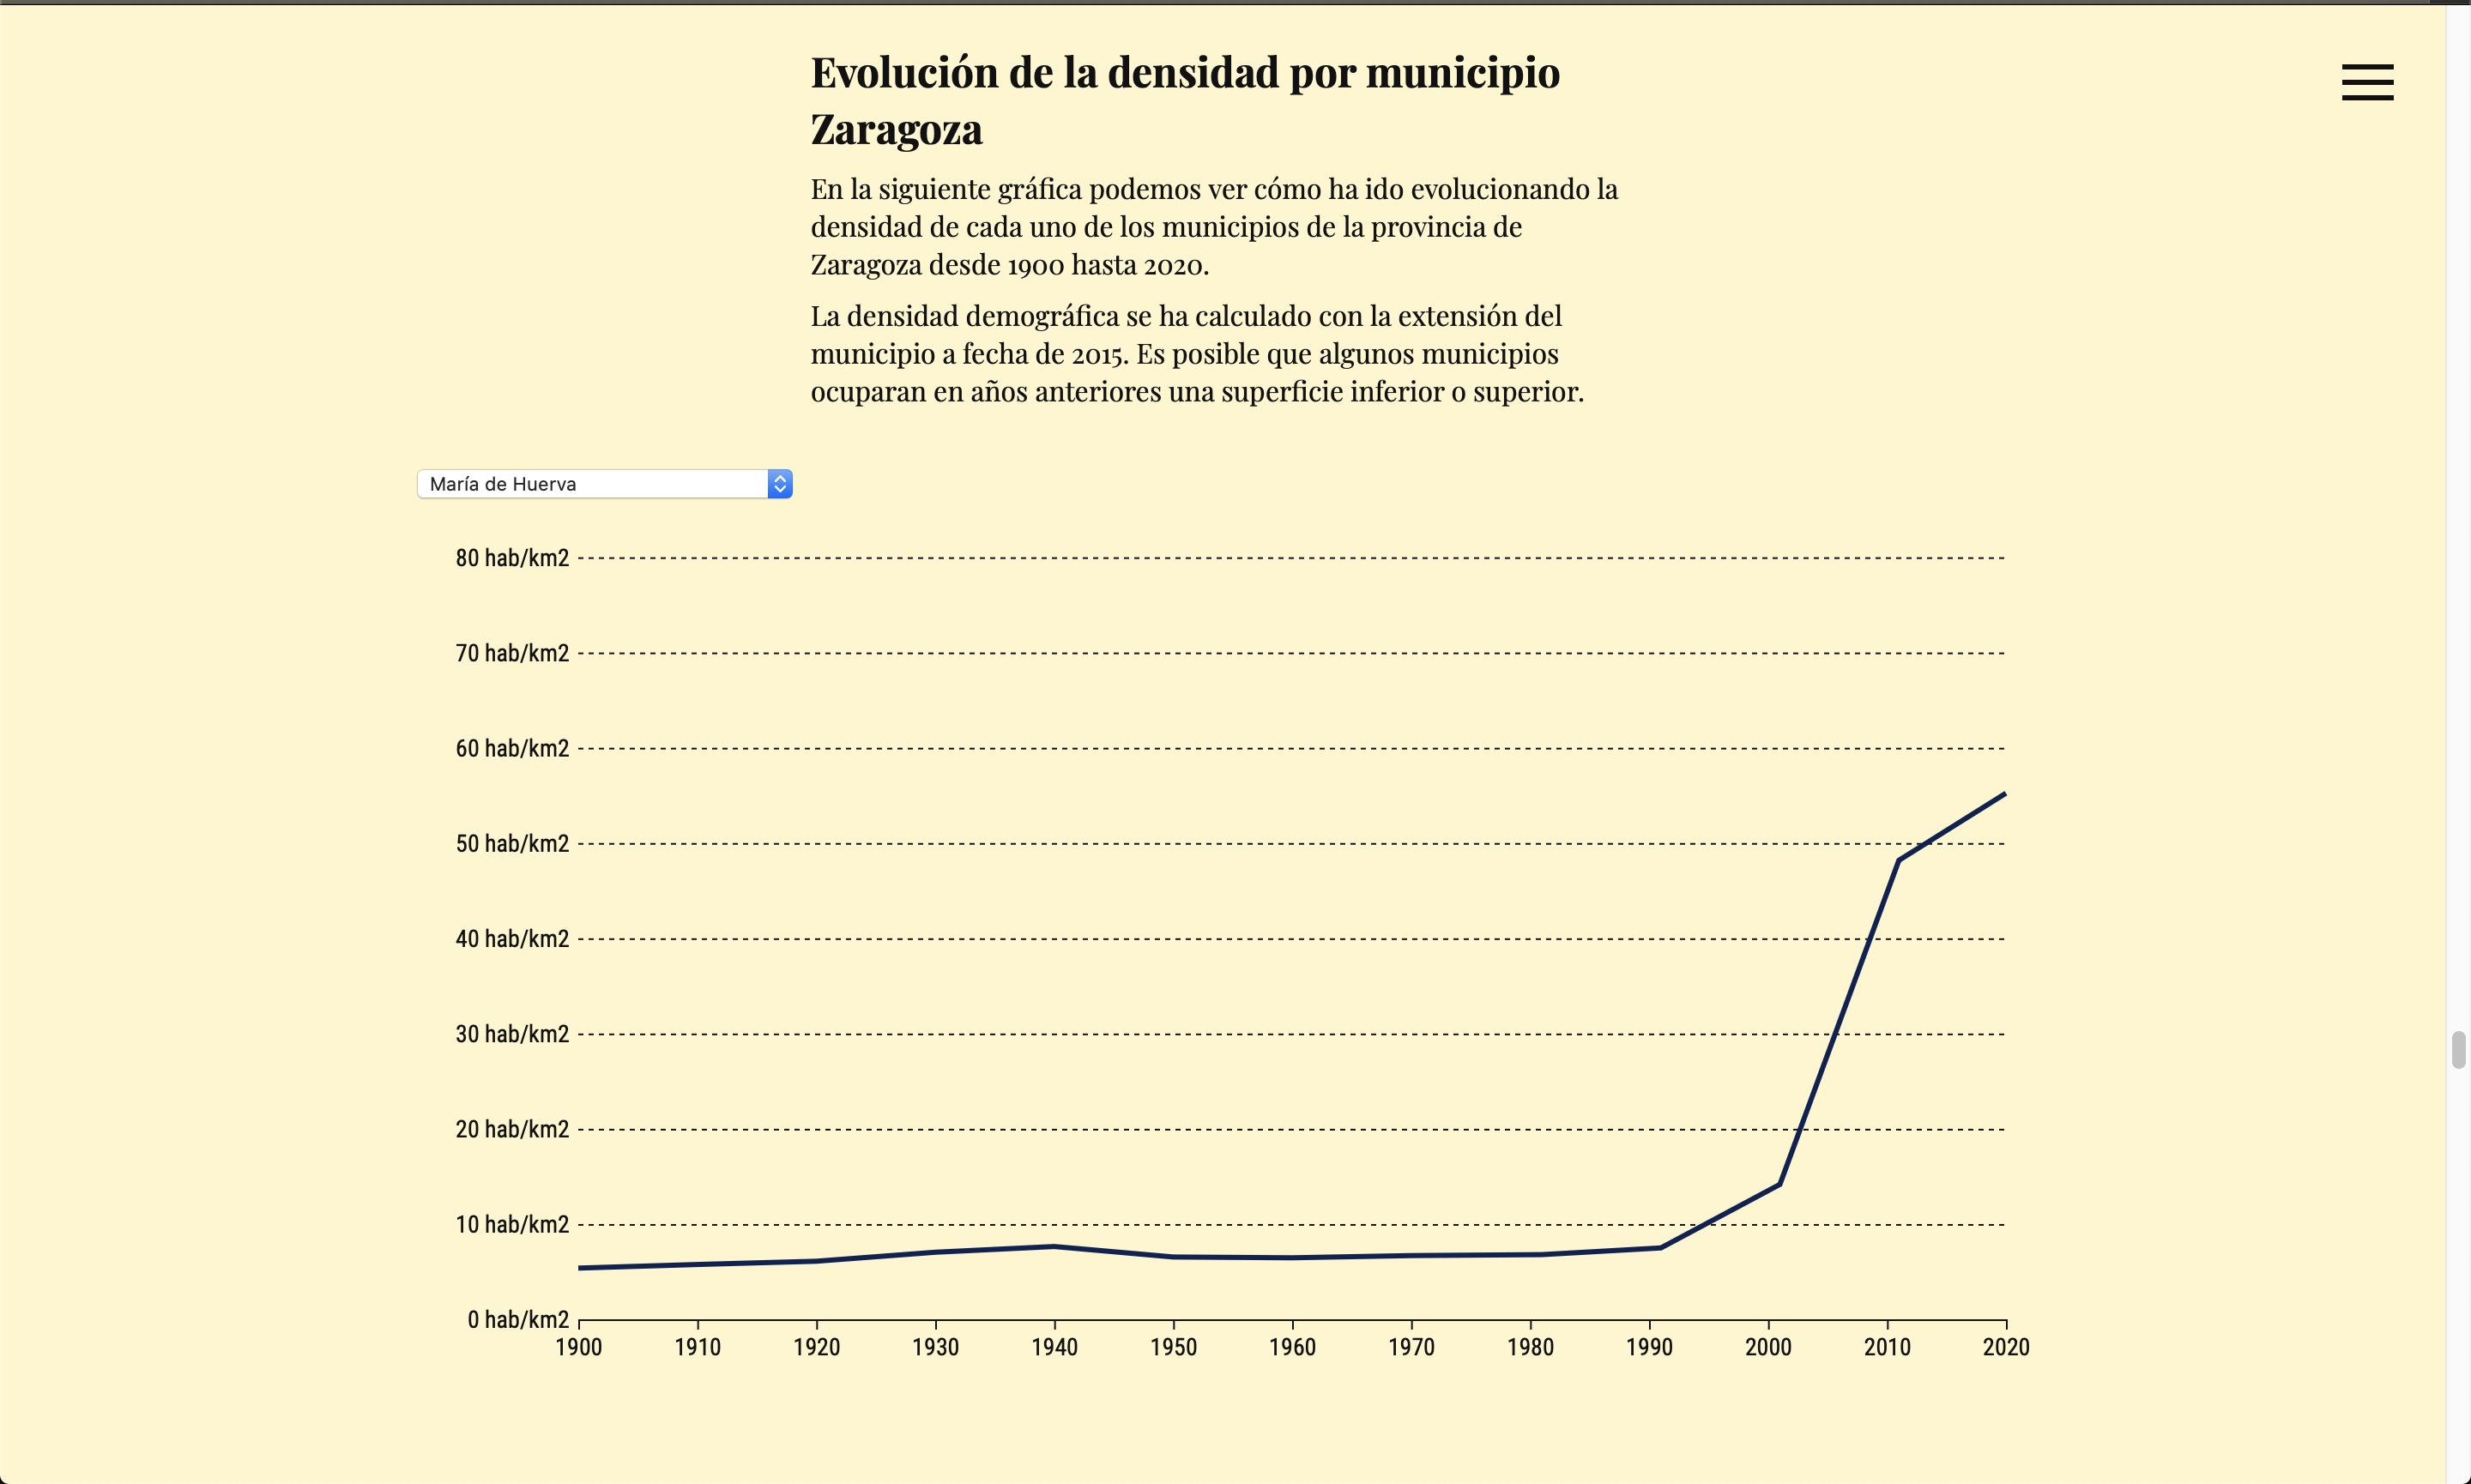 Evolución de la densidad por municipio
Zaragoza
En la siguiente gráfica podemos ver cómo ha ido evolucionando la
densidad de cada uno de los municipios de la provincia de
Zaragoza desde 1900 hasta 2020.
La densidad demográfica se ha calculado con la extensión del
municipio a fecha de 2015. Es posible que algunos municipios
ocuparan en años anteriores una superficie inferior o superior.
María de Huerva
80 hab/km2
70 hab/km2
60 hab/km2
50 hab/km2
40 hab/km2
30 hab/km2
20 hab/km2
10 hab/km2
0 hab/km2
1900 1910 1920 1930 1940 1950 1960 1970 1980 1990 2000 2010 2020